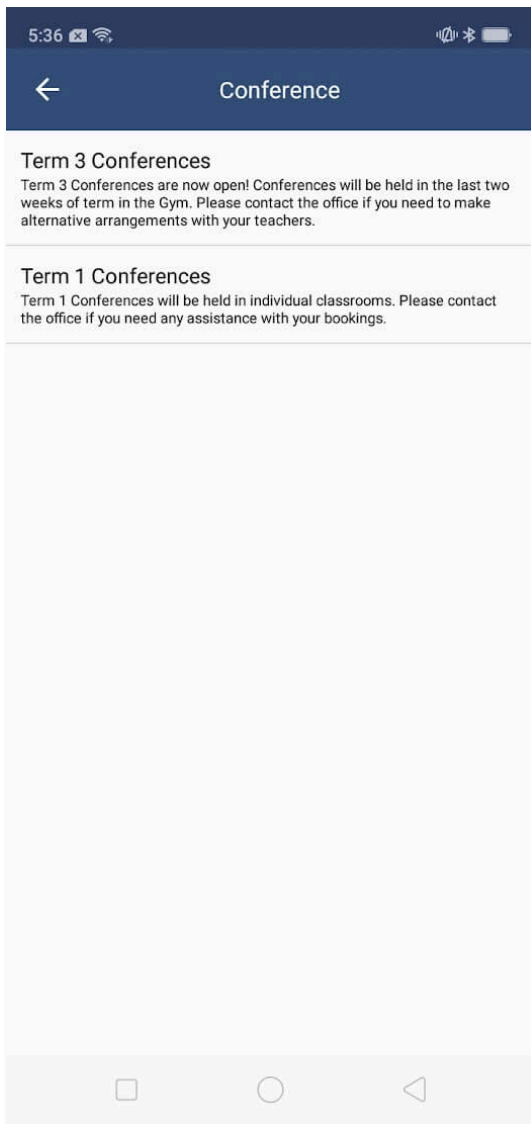 5:36
Conference
Term 3 Conferences
Term 3 Conferences are now open! Conferences will be held in the last two
weeks of term in the Gym. Please contact the office if you need to make
alternative arrangements with your teachers.
Term 1 Conferences
Term 1 Conferences will be held in individual classrooms. Please contact
the office if you need any assistance with your bookings.